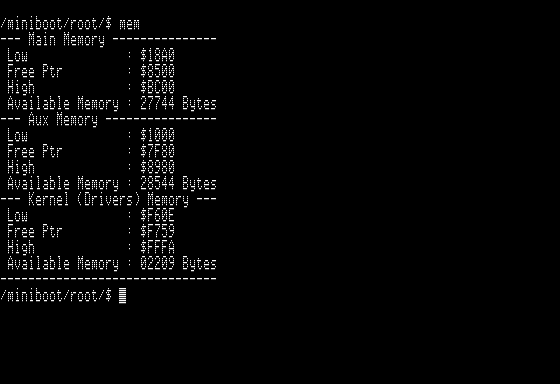 /miniboot/root/$ mem
--- Main Memory ---------------
 Low              : $18A0
 Free Ptr         : $8500
 High             : $BC00
 Available Memory : 27744 Bytes
--- Aux Memory ----------------
 Low              : $1000
 Free Ptr         : $7F80
 High             : $8980
 Available Memory : 28544 Bytes
--- Kernel (Drivers) Memory ---
 Low              : $F60E
 Free Ptr         : $F759
 High             : $FFFA
 Available Memory : 02209 Bytes
-------------------------------
/miniboot/root/$